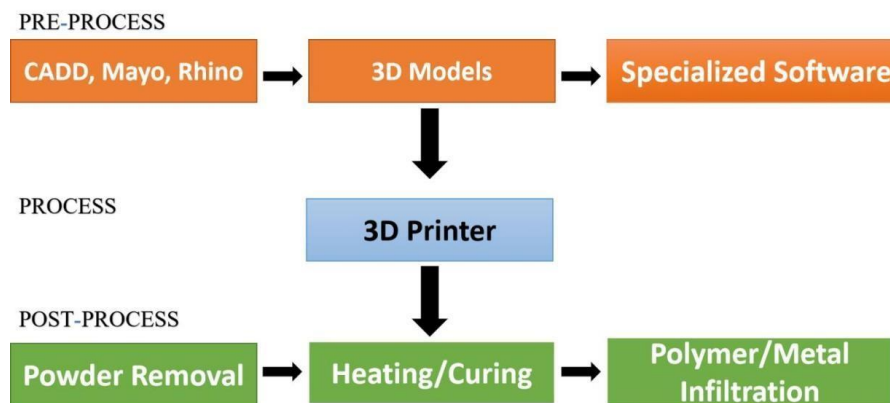 PRE-PROCESS
CADD, Mayo, Rhino
3D Models
Specialized Software
PROCESS
3D Printer
POST-PROCESS
Powder Removal
Heating/Curing
Polymer/Metal
Infiltration